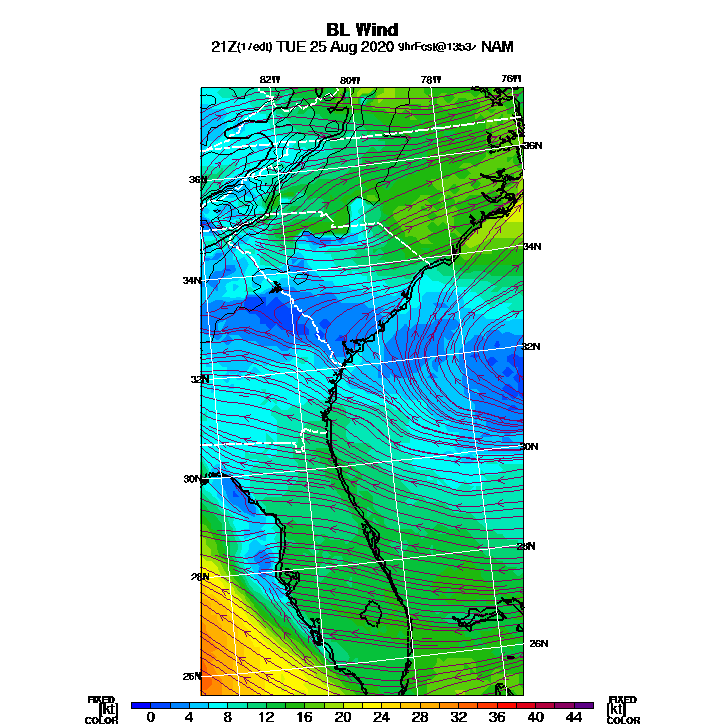 BL Wind
21Z(17edt) TUE 25 Aug 2020 9hrFcst@1353z NAM
82W 80W 78W 76W
36N
36N
34N
34N
32N
32N
30N
30N
28N
28N
26N
26N
FIXED FIXED
[kt] 0 4 8 12 16 20 24 28 32 36 40 44 [kt]
COLOR COLOR